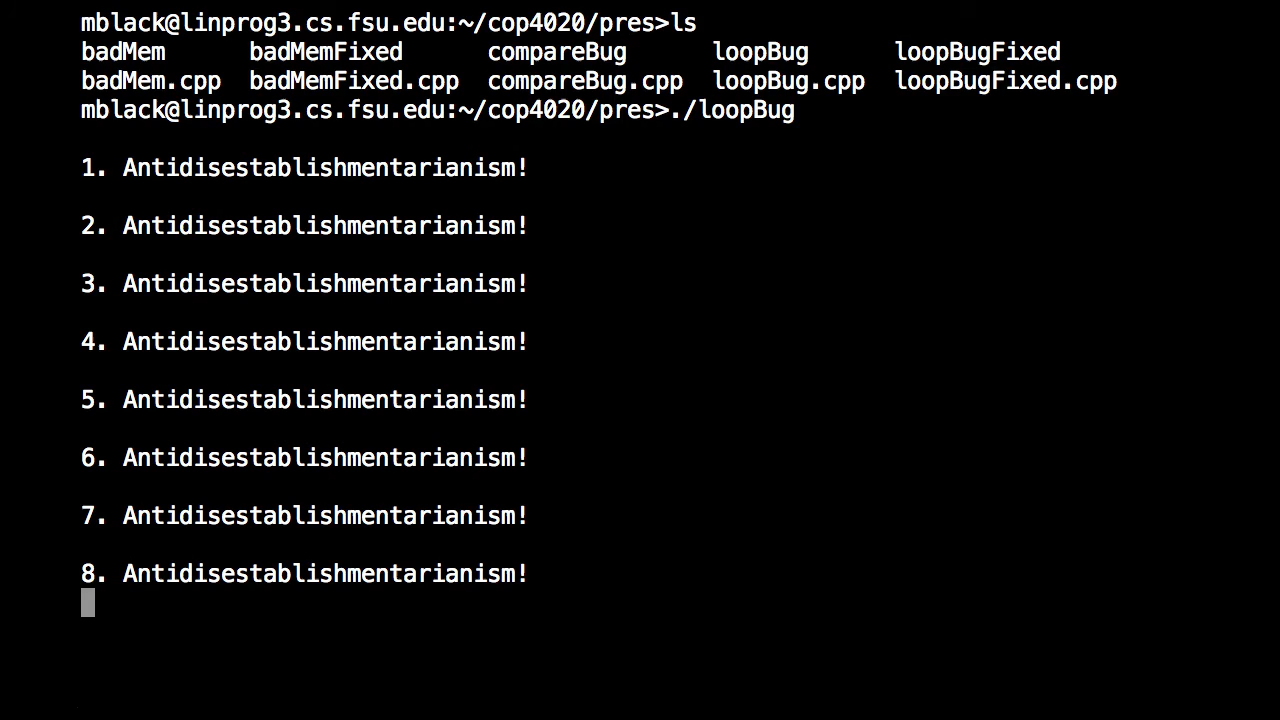 mblack@linprog3.cs.fsu.edu:~/cop4020/pres>ls
badMem      badMemFixed      compareBug      loopBug      loopBugFixed
badMem.cpp  badMemFixed.cpp  compareBug.cpp  loopBug.cpp  loopBugFixed.cpp
mblack@linprog3.cs.fsu.edu:~/cop4020/pres>./loopBug
1. Antidisestablishmentarianism!
2. Antidisestablishmentarianism!
3. Antidisestablishmentarianism!
4. Antidisestablishmentarianism!
5. Antidisestablishmentarianism!
6. Antidisestablishmentarianism!
7. Antidisestablishmentarianism!
8. Antidisestablishmentarianism!